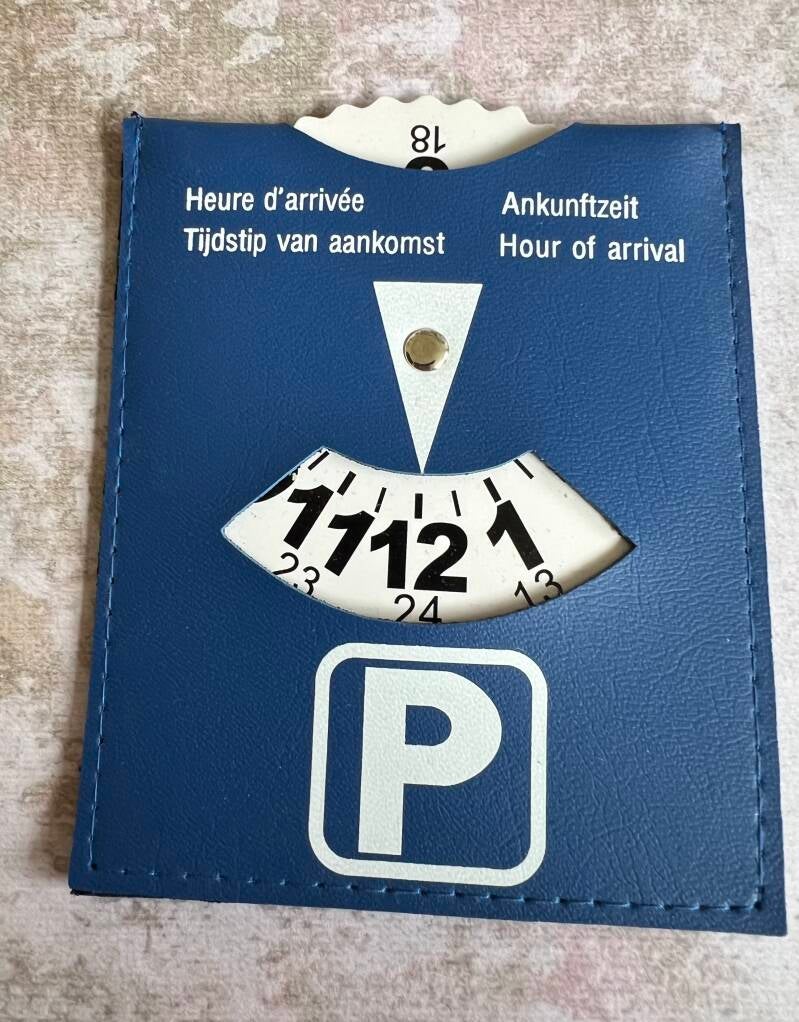 18
Heure d'arrivée
Tijdstip van aankomst
Ankunftzeit
Hour of arrival
11 12 1
23 24 13
P